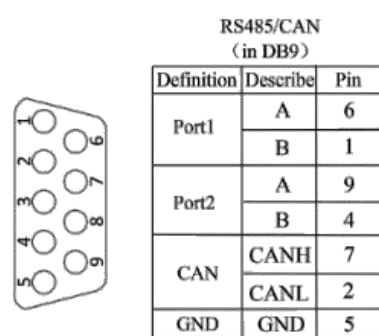 RS485/CAN
（in DB9）
Definition Describe Pin
Port1 A 6
B 1
Port2 A 9
B 4
CAN CANH 7
CANL 2
GND GND 5
1
6
2
7
3
8
4
9
5